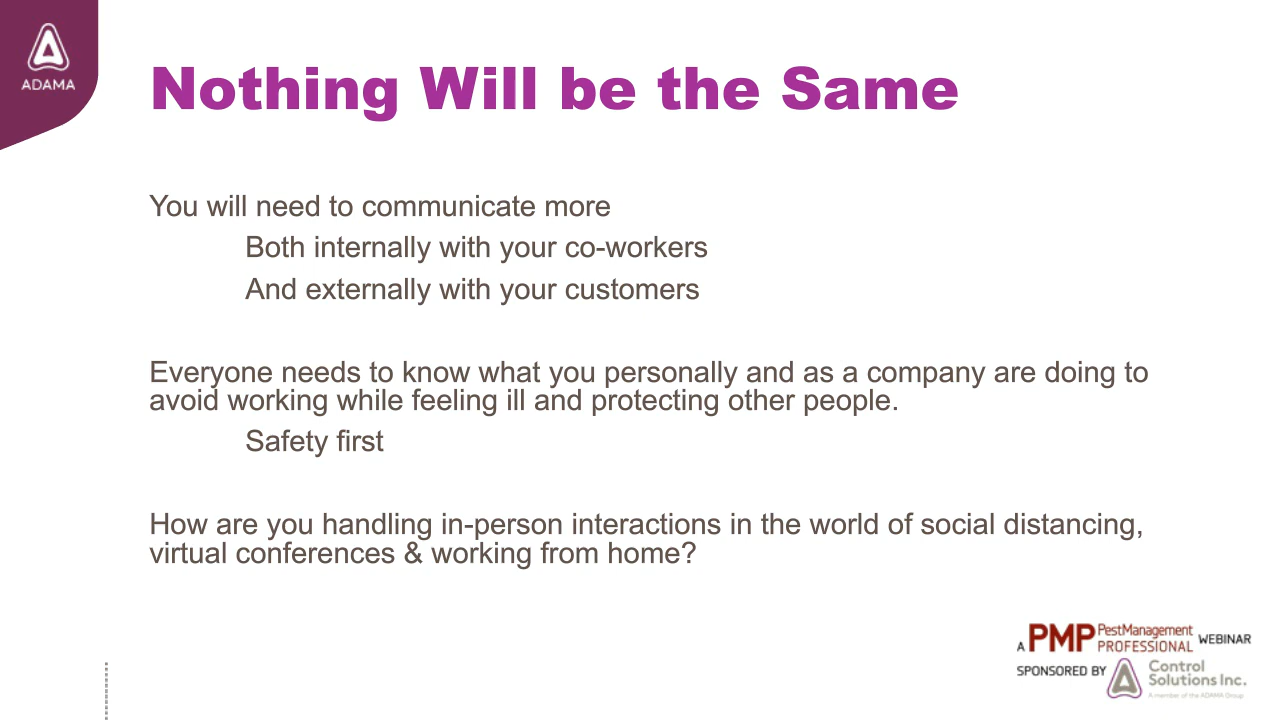 ADAMA
Nothing Will be the Same
You will need to communicate more
Both internally with your co-workers
And externally with your customers
Everyone needs to know what you personally and as a company are doing to
avoid working while feeling ill and protecting other people.
Safety first
How are you handling in-person interactions in the world of social distancing,
virtual conferences & working from home?
A PMP PestManagement PROFESSIONAL WEBINAR
SPONSORED BY Control Solutions Inc.
A member of the ADAMA Group